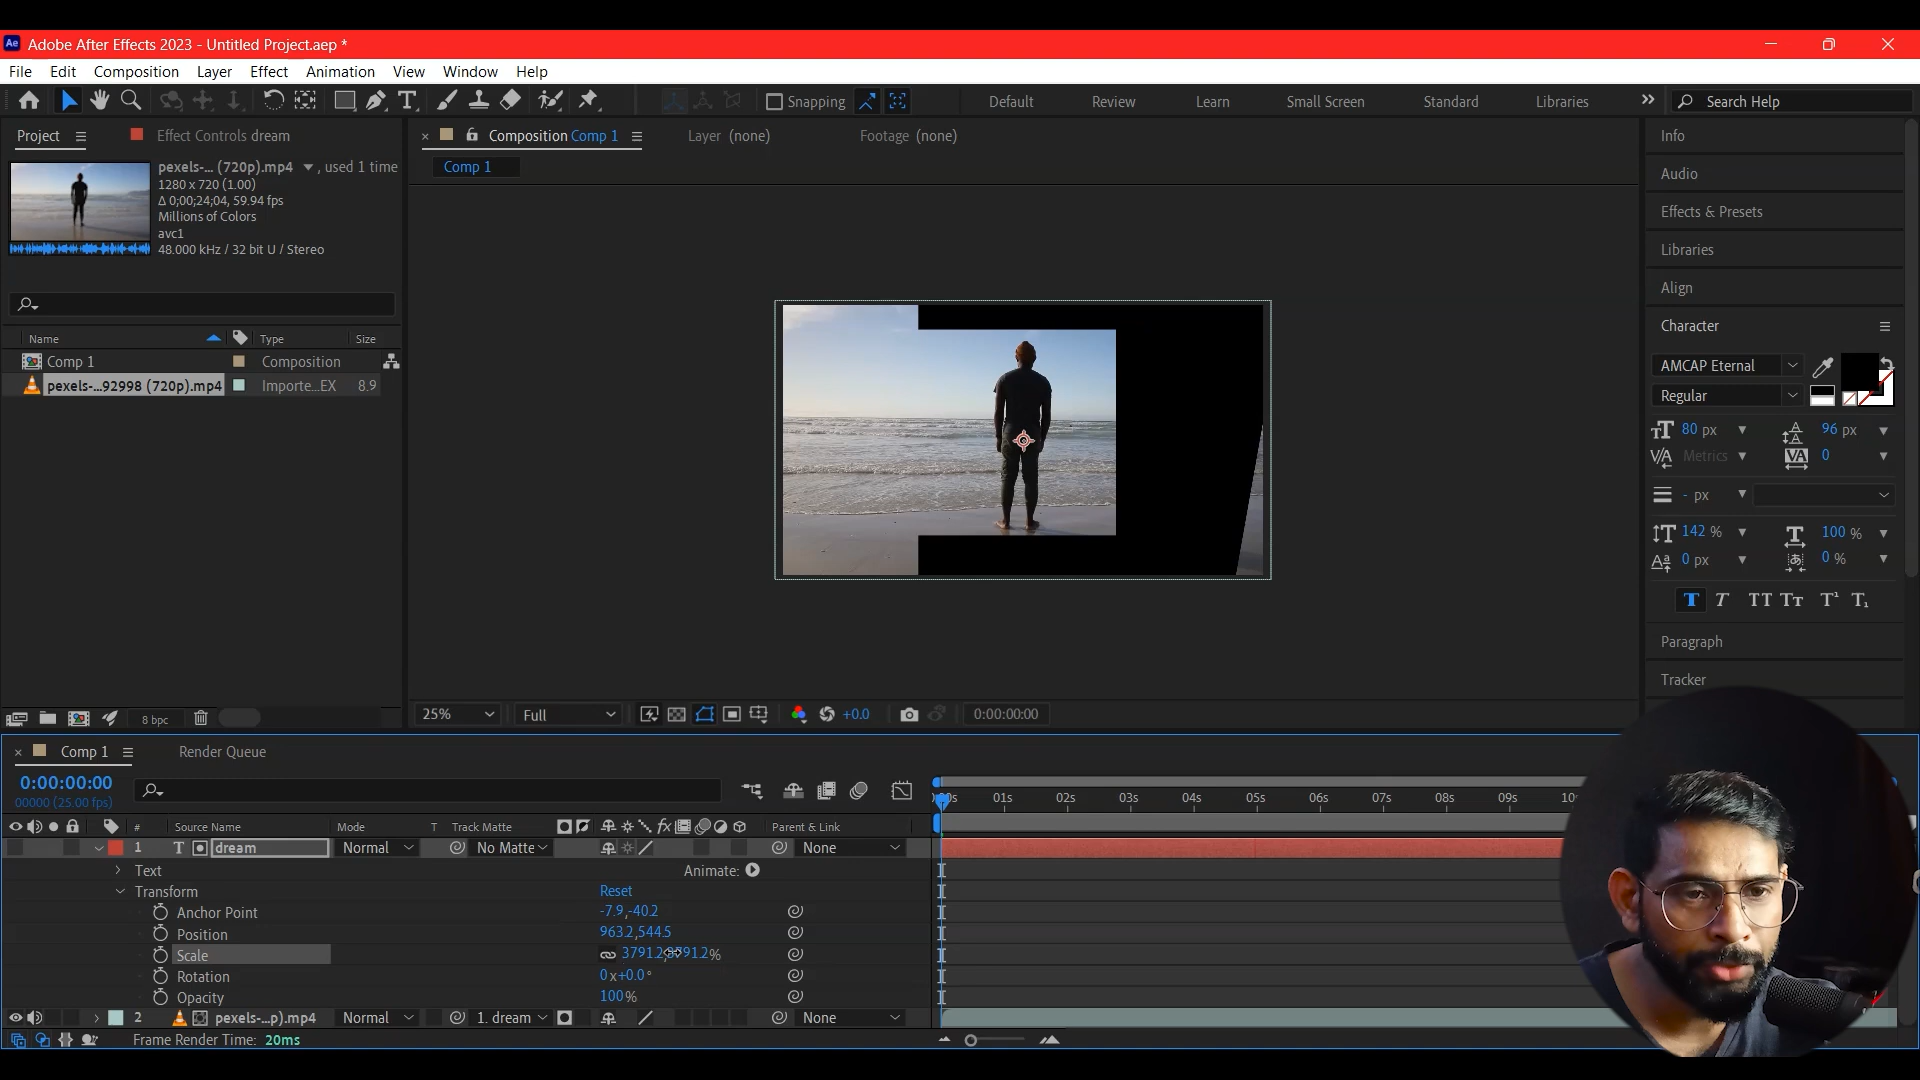 Ae Adobe After Effects 2023 - Untitled Project.aep *
File Edit Composition Layer Effect Animation View Window Help
Snapping Default Review Learn Small Screen Standard Libraries Search Help
Project Effect Controls dream
Composition Comp 1 Layer (none) Footage (none)
Comp 1
pexels-... (720p).mp4 , used 1 time
1280 x 720 (1.00)
Δ 0;00;24;04, 59.94 fps
Millions of Colors
avc1
48.000 kHz / 32 bit U / Stereo
Name Type Size
Comp 1 Composition
pexels-...92998 (720p).mp4 Importe...EX 8.9
8 bpc
25% Full +0.0 0:00:00:00
Info
Audio
Effects & Presets
Libraries
Align
Character
AMCAP Eternal
Regular
80 px 96 px
Metrics 0
- px
142 % 100 %
0 px 0 %
T T TT Tт T¹ T₁
Paragraph
Tracker
Comp 1 Render Queue
0:00:00:00
00000 (25.00 fps)
01s 02s 03s 04s 05s 06s 07s 08s 09s 10
# Source Name Mode T Track Matte Parent & Link
1 T dream Normal No Matte None
Text Animate:
Transform Reset
Anchor Point -7.9,-40.2
Position 963.2,544.5
Scale 3791.2, %
Rotation 0x+0.0°
Opacity 100%
2 pexels-...p).mp4 Normal 1. dream None
Frame Render Time: 20ms